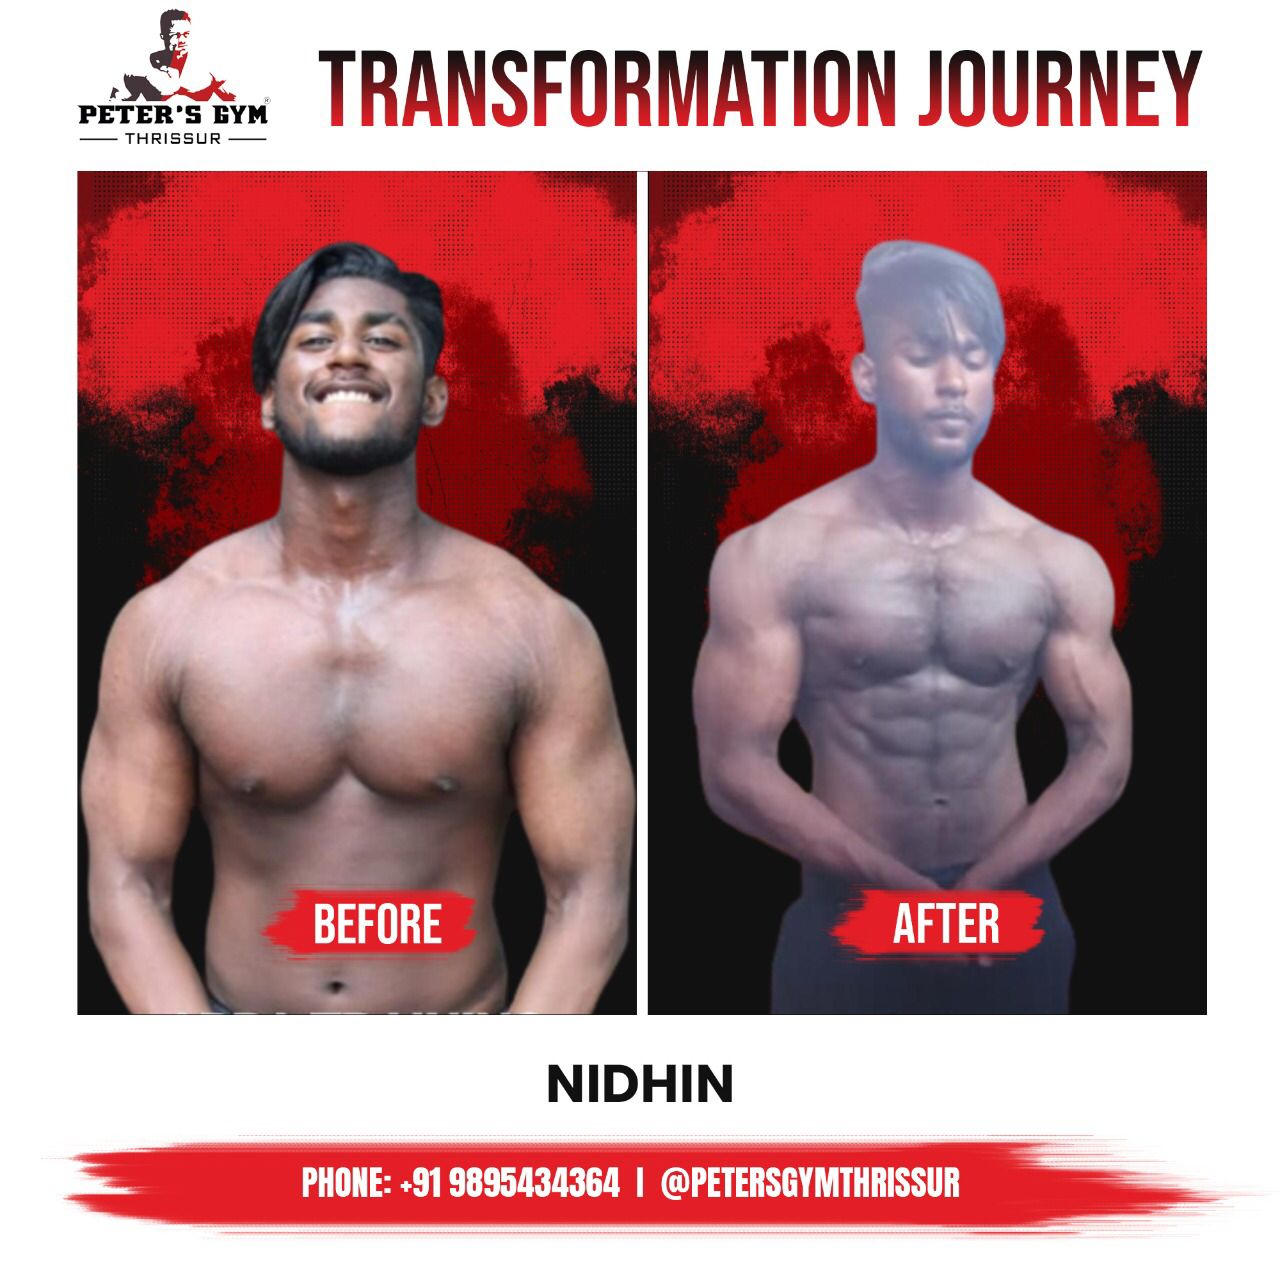 PETER'S GYM
THRISSUR
TRANSFORMATION JOURNEY
BEFORE
AFTER
NIDHIN
PHONE: +91 9895434364 | @PETERSGYMTHRISSUR